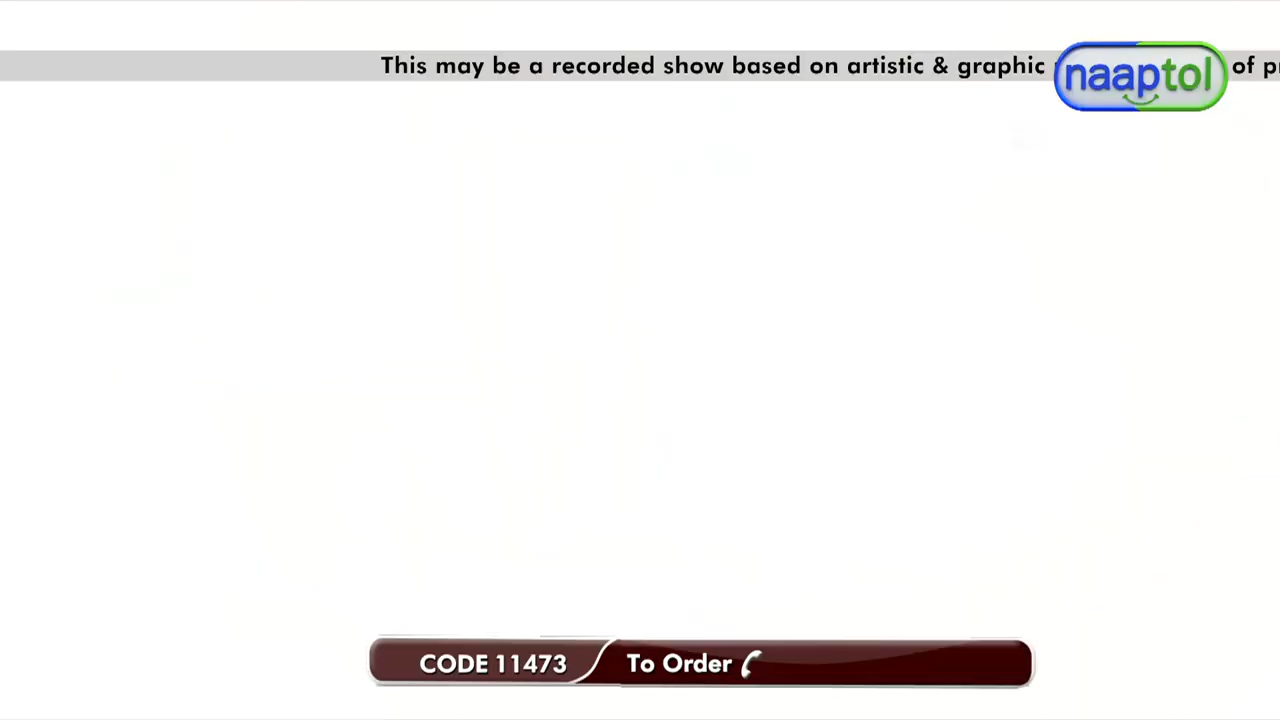 This may be a recorded show based on artistic & graphic of
naaptol
CODE 11473 To Order